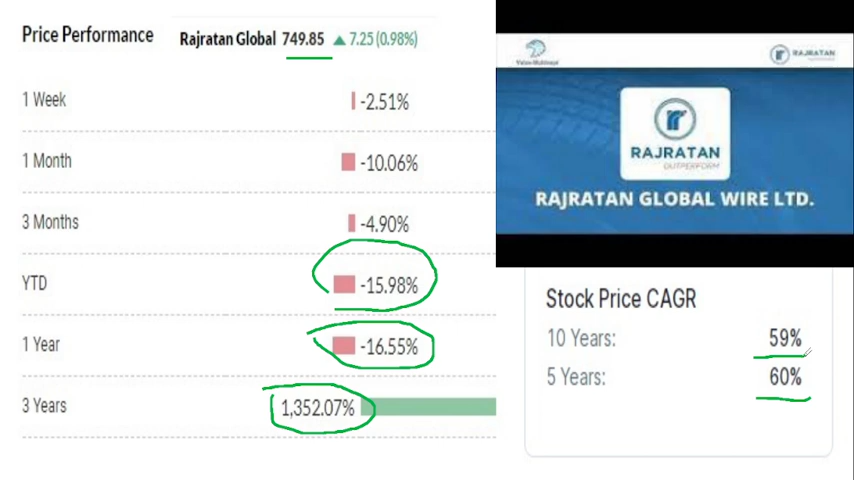 Price Performance
Rajratan Global 749.85 ▲ 7.25 (0.98%)
1 Week -2.51%
1 Month -10.06%
3 Months -4.90%
YTD -15.98%
1 Year -16.55%
3 Years 1,352.07%
RAJRATAN
RAJRATAN
OUTPERFORM
RAJRATAN GLOBAL WIRE LTD.
Stock Price CAGR
10 Years: 59%
5 Years: 60%